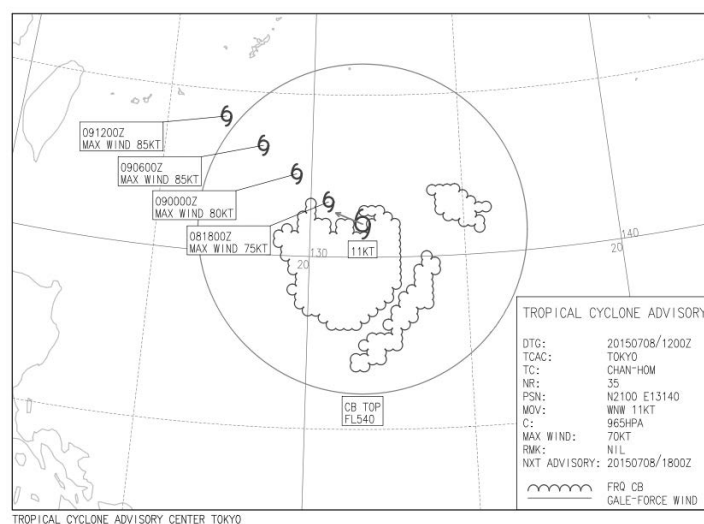 091200Z
MAX WIND 85KT
090600Z
MAX WIND 85KT
090000Z
MAX WIND 80KT
081800Z
MAX WIND 75KT
11KT
130
20
140
20
CB TOP
FL540
TROPICAL CYCLONE ADVISORY
DTG: 20150708/1200Z
TCAC: TOKYO
TC: CHAN-HOM
NR: 35
PSN: N2100 E13140
MOV: WNW 11KT
C: 965HPA
MAX WIND: 70KT
RMK: NIL
NXT ADVISORY: 20150708/1800Z
FRQ CB
GALE-FORCE WIND
TROPICAL CYCLONE ADVISORY CENTER TOKYO